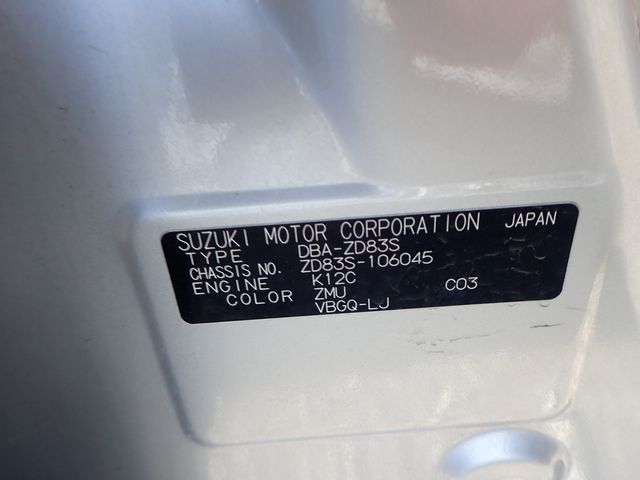 SUZUKI MOTOR CORPORATION JAPAN
TYPE DBA-ZD83S
CHASSIS NO. ZD83S-106045
ENGINE K12C
COLOR ZMU C03
VBGQ-LJ